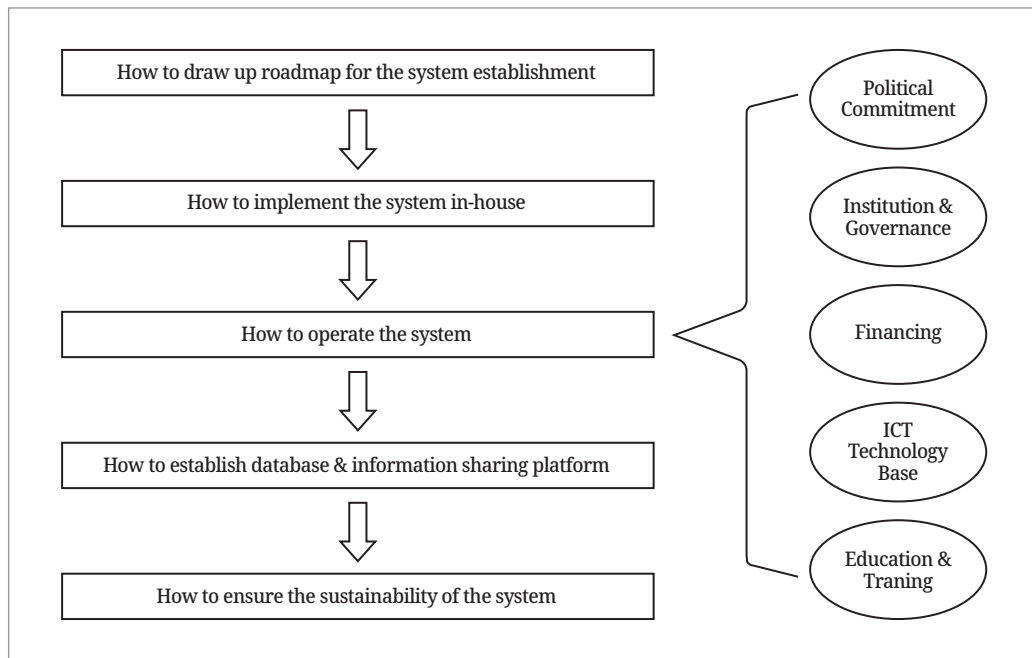 How to draw up roadmap for the system establishment
How to implement the system in-house
How to operate the system
How to establish database & information sharing platform
How to ensure the sustainability of the system
Political
Commitment
Institution &
Governance
Financing
ICT
Technology
Base
Education &
Traning